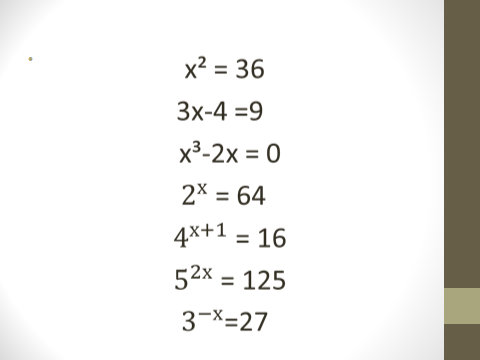 x² = 36
3x-4 =9
x³-2x = 0
2ˣ = 64
4ˣ⁺¹ = 16
5²ˣ = 125
3⁻ˣ=27